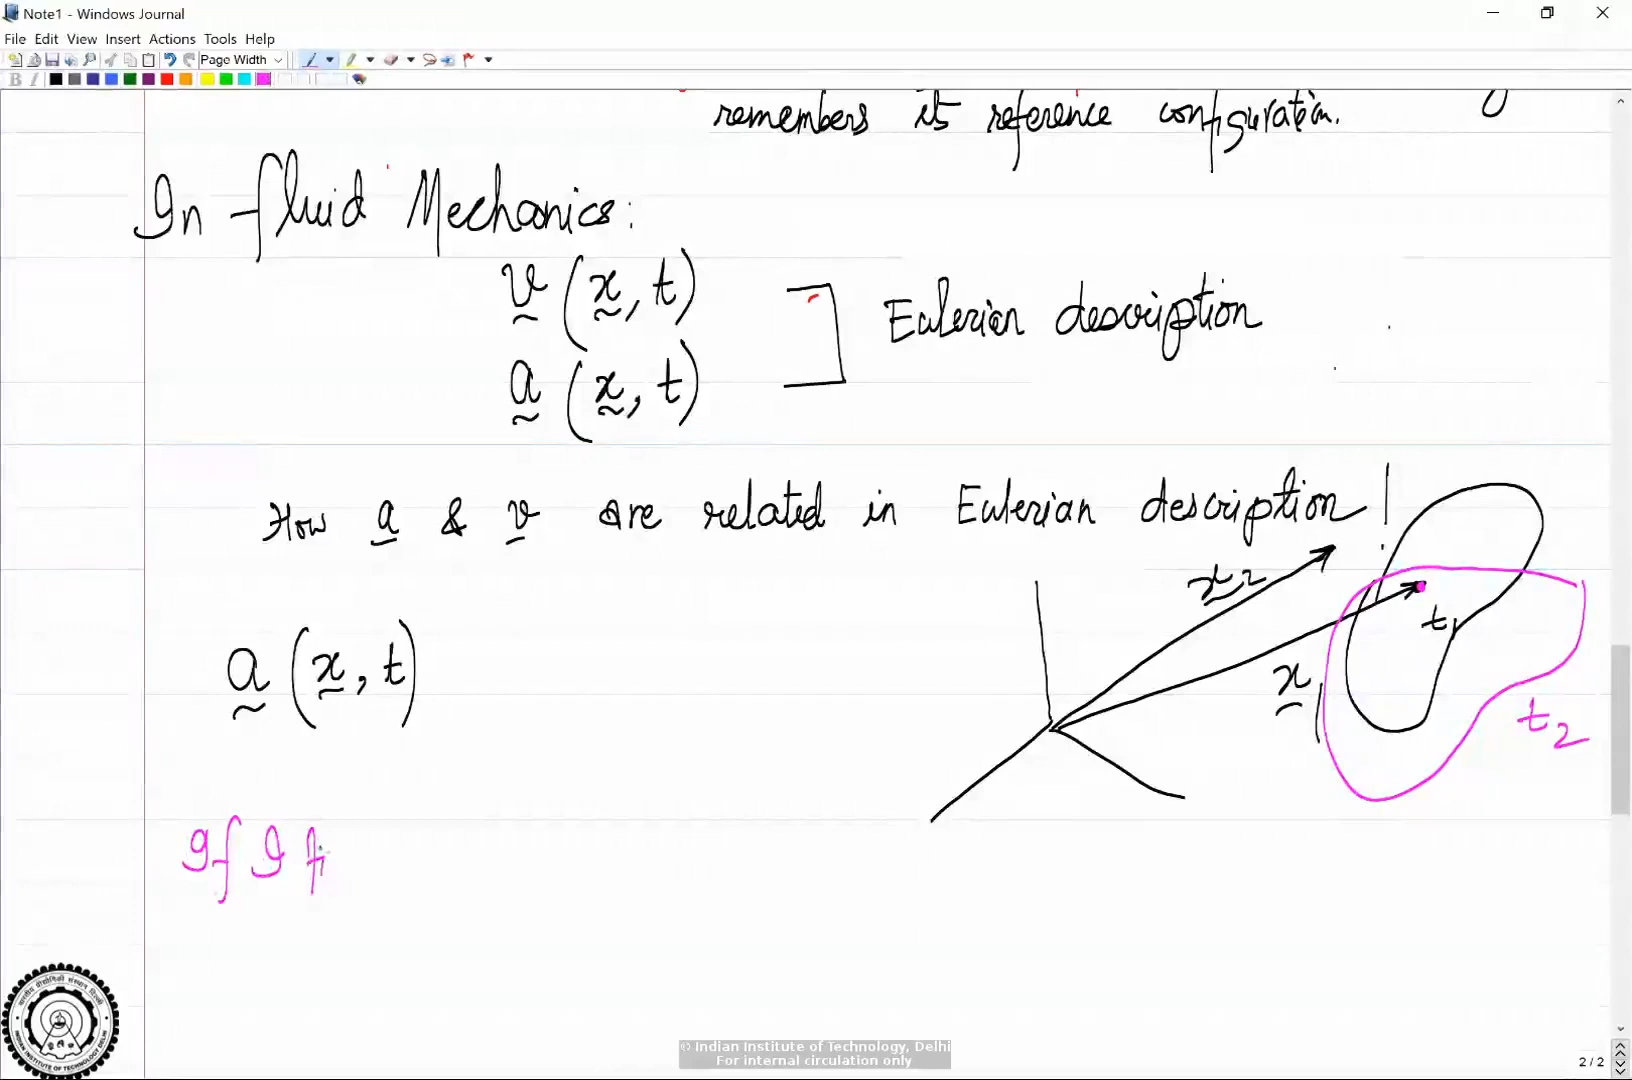 Note1 - Windows Journal
File Edit View Insert Actions Tools Help
Page Width
B I
remembers its reference configuration.
In fluid Mechanics:
v (x, t)
a (x, t)
Eulerian description
How a & v are related in Eulerian description!
x2
t1
x1
t2
a (x, t)
If I fi
© Indian Institute of Technology, Delhi
For internal circulation only
2 / 2